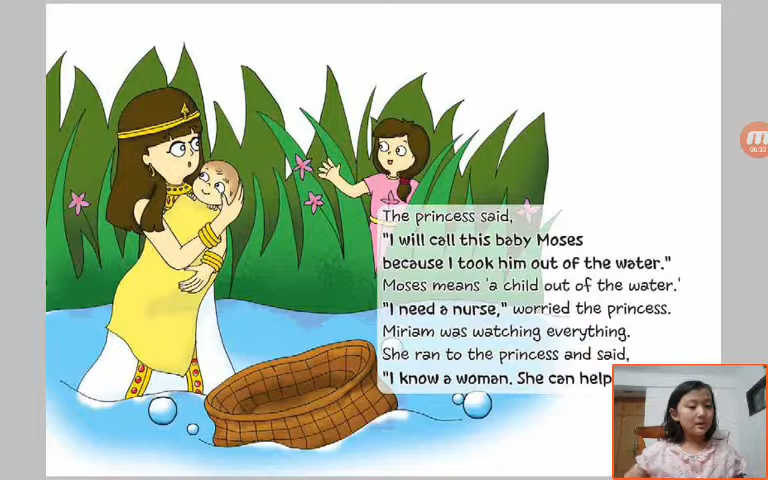 The princess said,
"I will call this baby Moses
because I took him out of the water."
Moses means 'a child out of the water.'
"I need a nurse," worried the princess.
Miriam was watching everything.
She ran to the princess and said,
"I know a woman. She can help
06:33